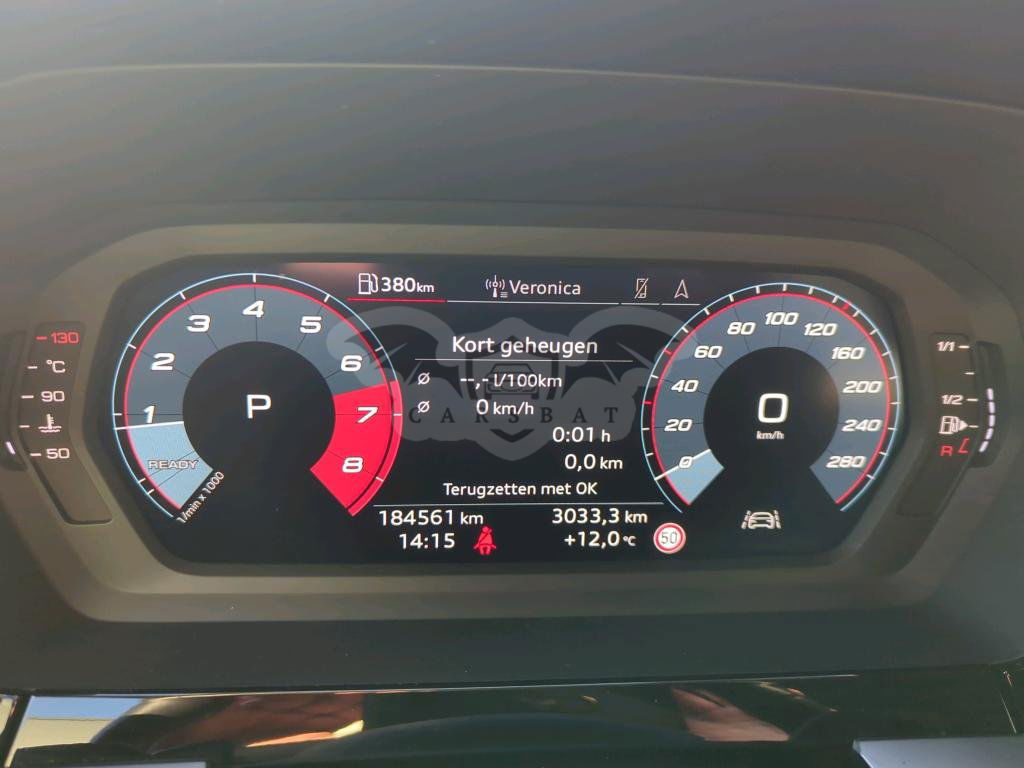 380 km
Veronica
Kort geheugen
Ø --,- l/100km
Ø 0 km/h
0:01 h
0,0 km
Terugzetten met OK
184561 km 3033,3 km
14:15 +12,0 °C 50
1 2 3 4 5 6 7 8
P
READY
1/min x 1000
0 20 40 60 80 100 120 160 200 240 280
0
km/h
130
°C
90
50
1/1
1/2
R
CARSBAT